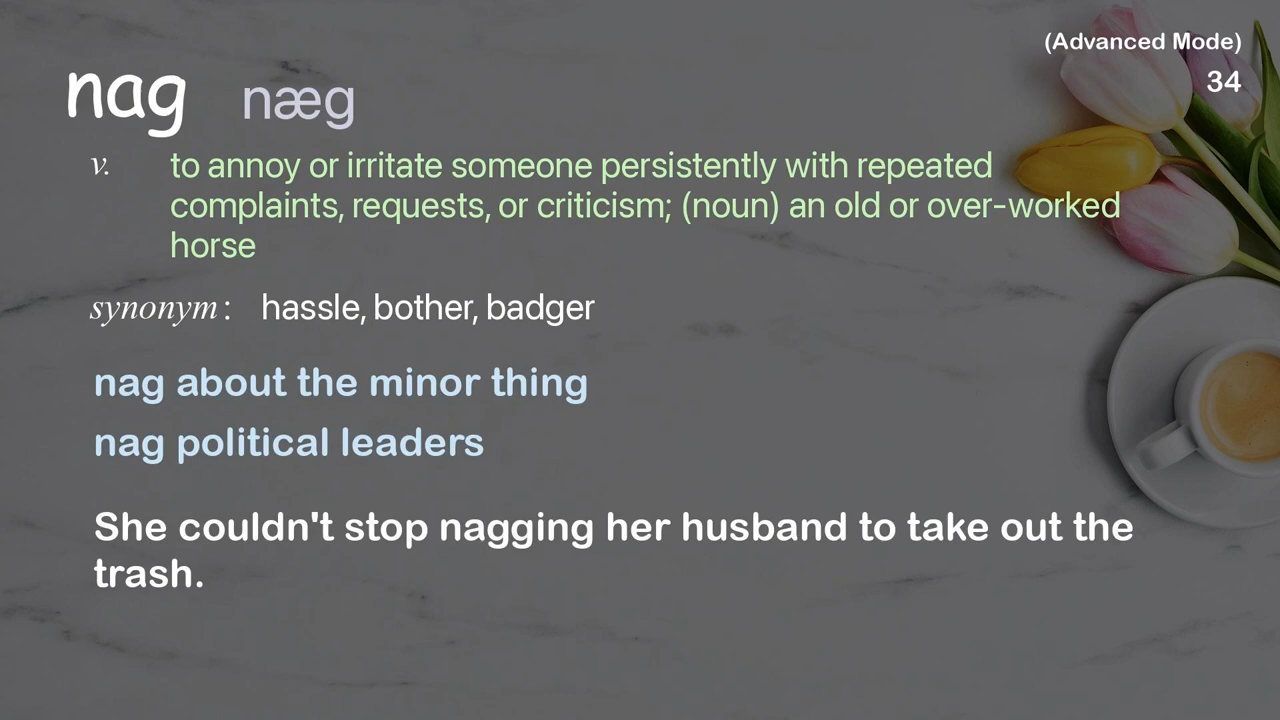 (Advanced Mode)
34
nag næg
v. to annoy or irritate someone persistently with repeated
complaints, requests, or criticism; (noun) an old or over-worked
horse
synonym: hassle, bother, badger
nag about the minor thing
nag political leaders
She couldn't stop nagging her husband to take out the
trash.